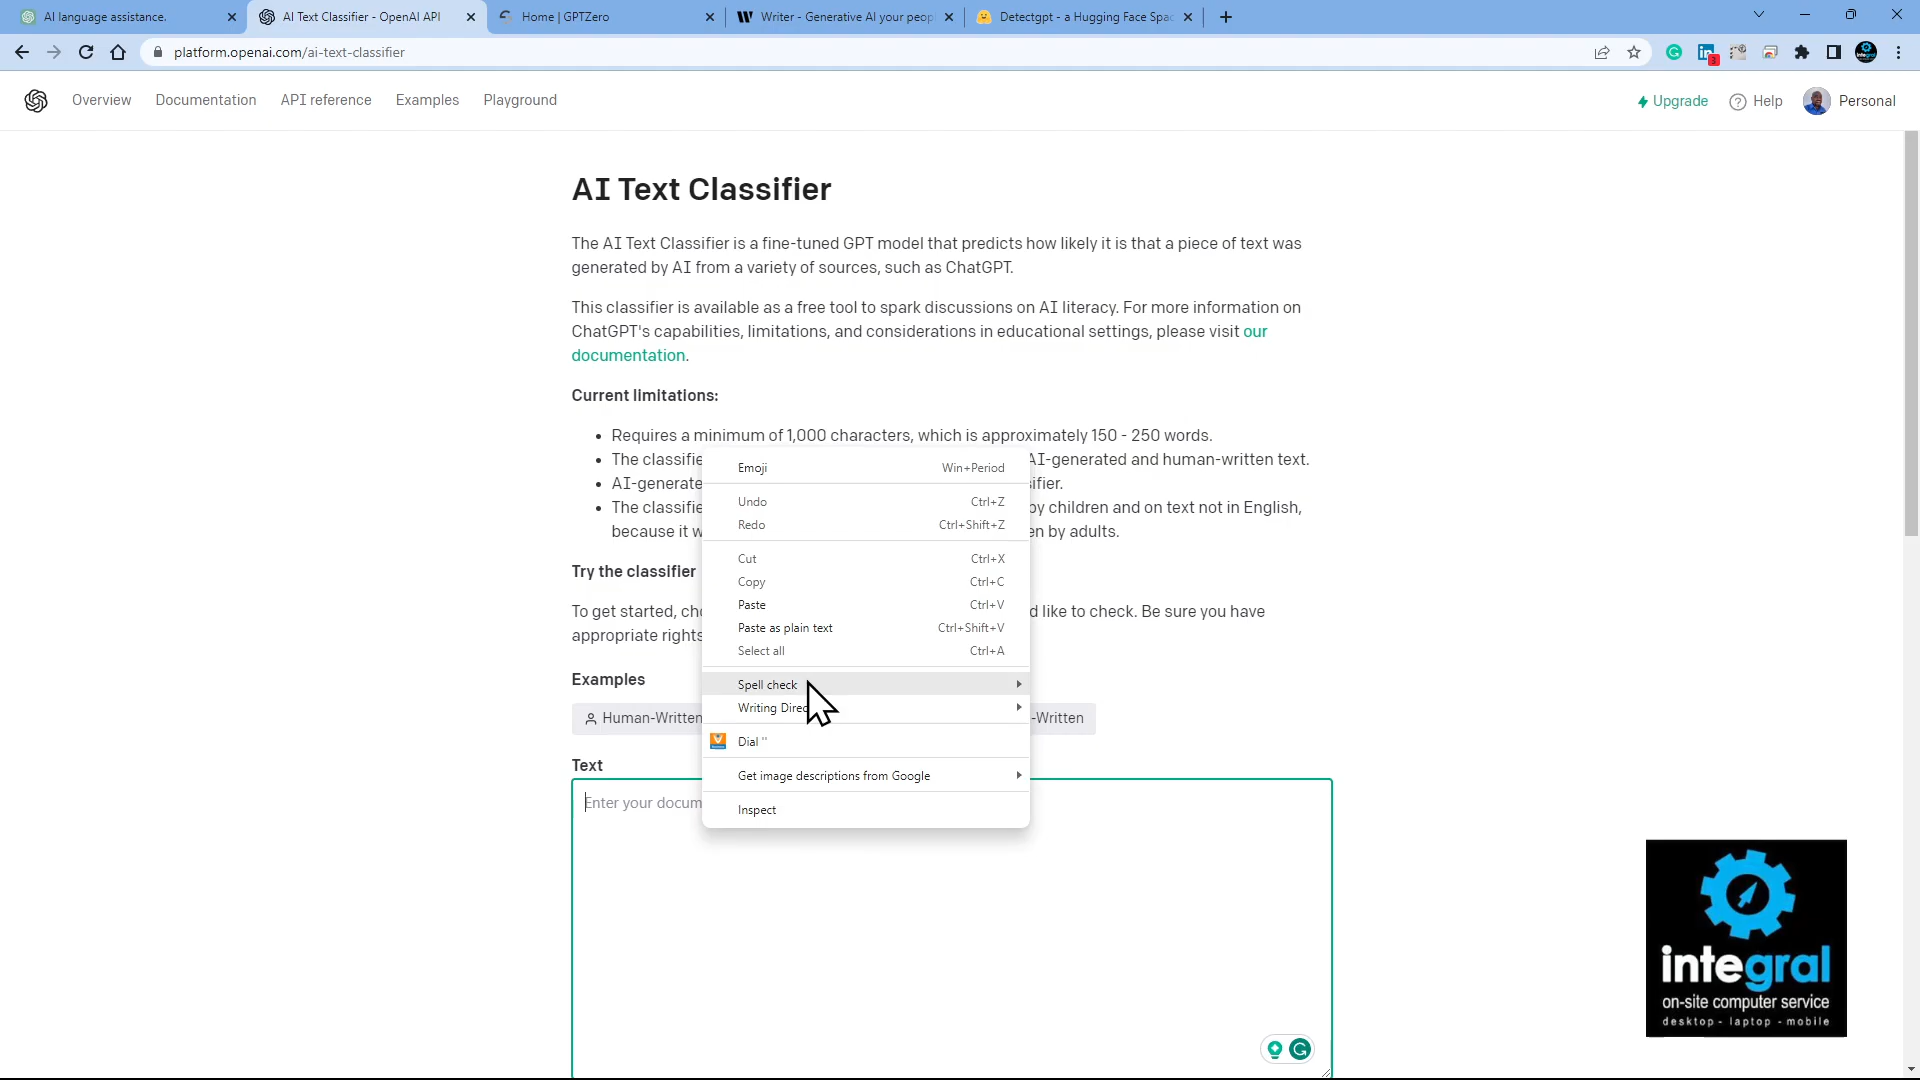 AI language assistance.
AI Text Classifier - OpenAI API
Home | GPTZero
Writer - Generative AI your peop
Detectgpt - a Hugging Face Spac
platform.openai.com/ai-text-classifier
3
Overview
Documentation
API reference
Examples
Playground
Upgrade
Help
Personal
AI Text Classifier
The AI Text Classifier is a fine-tuned GPT model that predicts how likely it is that a piece of text was
generated by AI from a variety of sources, such as ChatGPT.
This classifier is available as a free tool to spark discussions on AI literacy. For more information on
ChatGPT's capabilities, limitations, and considerations in educational settings, please visit our
documentation.
Current limitations:
Requires a minimum of 1,000 characters, which is approximately 150 - 250 words.
The classifie AI-generated and human-written text.
AI-generate ifier.
The classifie by children and on text not in English,
because it w en by adults.
Try the classifier
To get started, cho d like to check. Be sure you have
appropriate rights
Examples
Human-Written -Written
Text
Enter your docum
Emoji Win+Period
Undo Ctrl+Z
Redo Ctrl+Shift+Z
Cut Ctrl+X
Copy Ctrl+C
Paste Ctrl+V
Paste as plain text Ctrl+Shift+V
Select all Ctrl+A
Spell check
Writing Direc
Dial ''
Get image descriptions from Google
Inspect
integral
on-site computer service
desktop - laptop - mobile